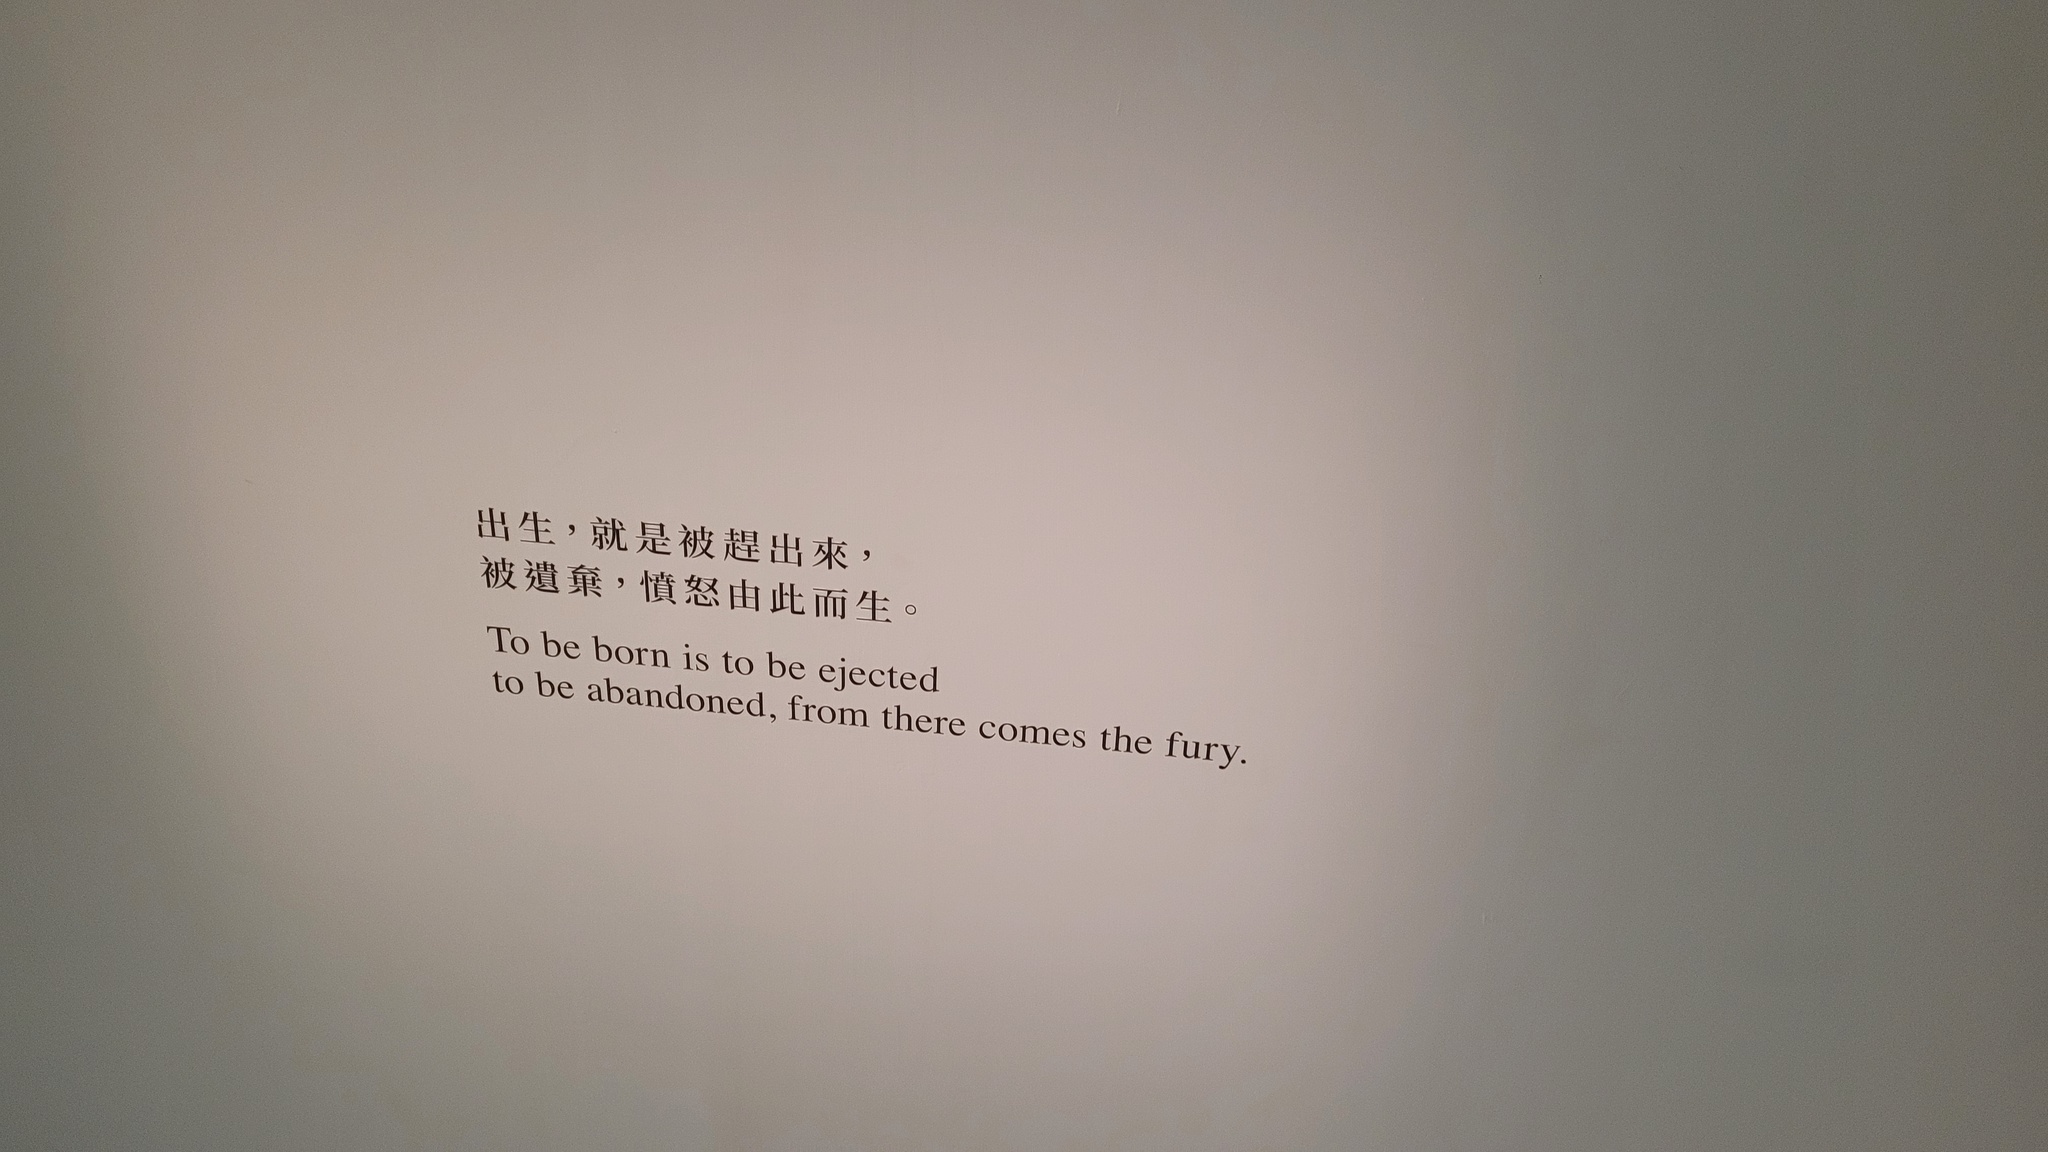 出生，就是被趕出來，
被遺棄，憤怒由此而生。
To be born is to be ejected
to be abandoned, from there comes the fury.